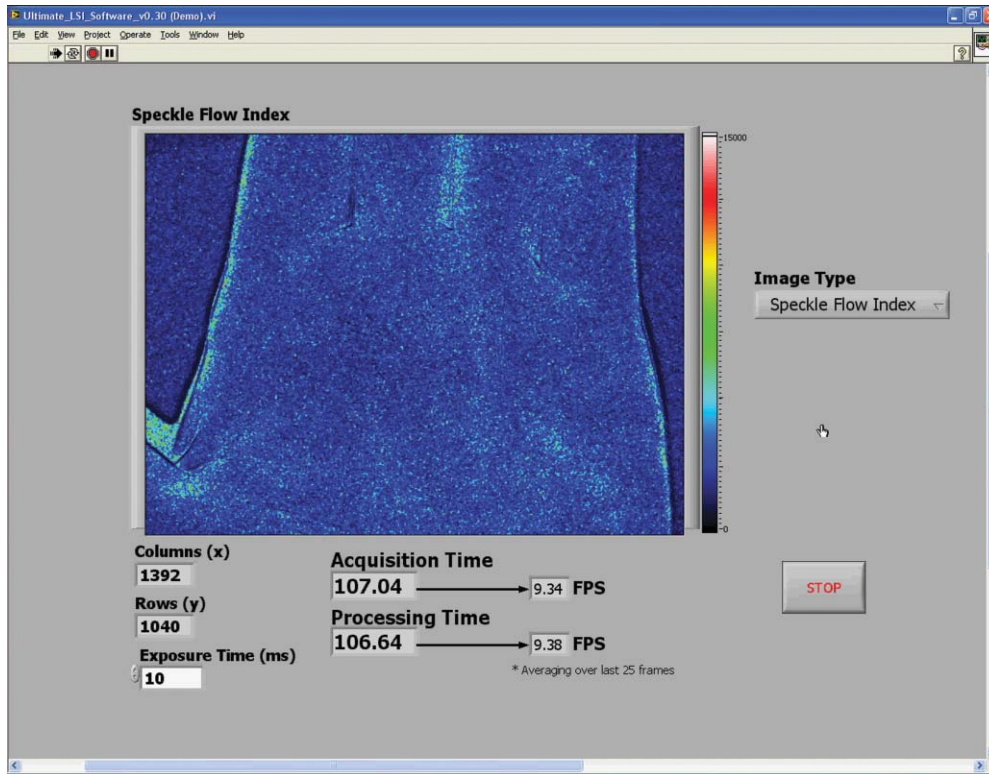 Ultimate_LSI_Software_v0.30 (Demo).vi
File Edit View Project Operate Tools Window Help
?
Speckle Flow Index
15000
0
Image Type
Speckle Flow Index
Columns (x)
1392
Rows (y)
1040
Exposure Time (ms)
10
Acquisition Time
107.04 9.34 FPS
Processing Time
106.64 9.38 FPS
* Averaging over last 25 frames
STOP